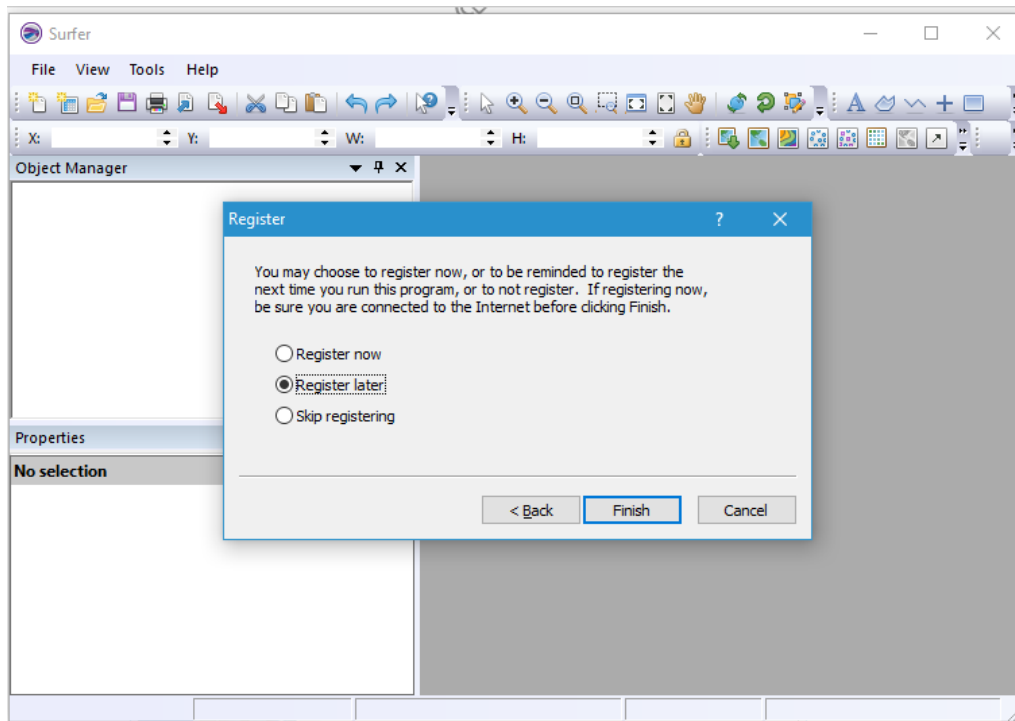 Surfer
File View Tools Help
X: Y: W: H:
Object Manager
Register ?
You may choose to register now, or to be reminded to register the
next time you run this program, or to not register. If registering now,
be sure you are connected to the Internet before clicking Finish.
Register now
Register later
Skip registering
Properties
No selection
< Back Finish Cancel